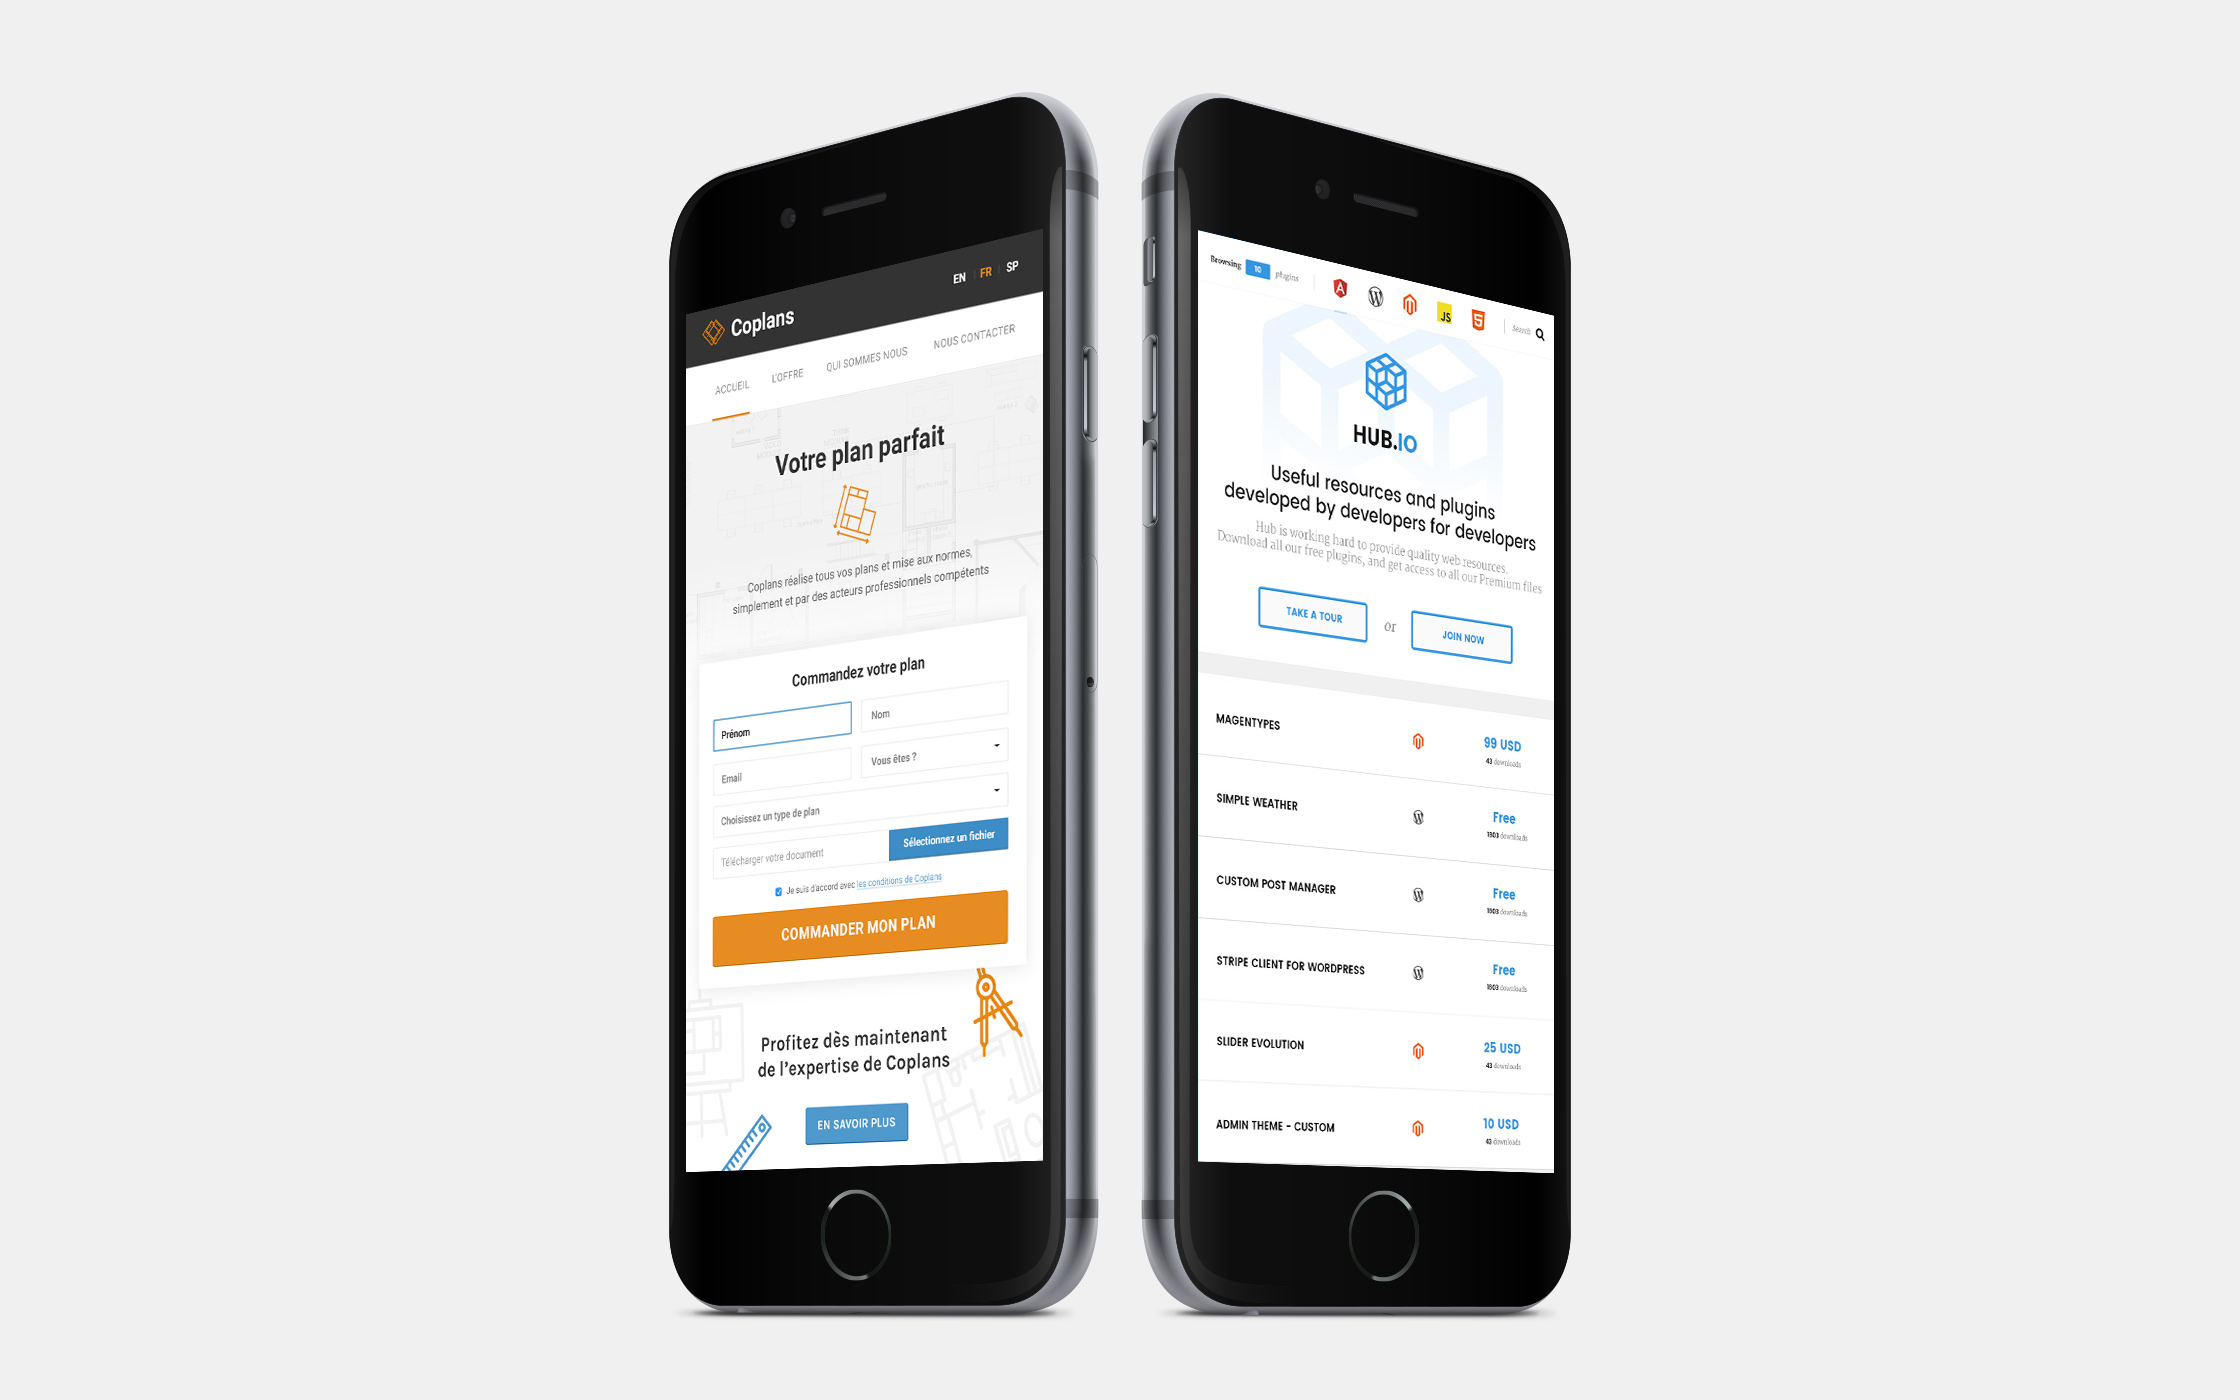 EN | FR | SP
Coplans
ACCUEIL
L'OFFRE
QUI SOMMES NOUS
NOUS CONTACTER
Votre plan parfait
Coplans réalise tous vos plans et mise aux normes,
simplement et par des acteurs professionnels compétents
Commandez votre plan
Prénom
Nom
Email
Vous êtes ?
Choisissez un type de plan
Télécharger votre document
Sélectionnez un fichier
Je suis d'accord avec les conditions de Coplans
COMMANDER MON PLAN
Profitez dès maintenant
de l'expertise de Coplans
EN SAVOIR PLUS
Browsing 10 plugins
JS
Search
HUB.IO
Useful resources and plugins
developed by developers for developers
Hub is working hard to provide quality web resources.
Download all our free plugins, and get access to all our Premium files
TAKE A TOUR
or
JOIN NOW
MAGENTYPES
99 USD
43 downloads
SIMPLE WEATHER
Free
1803 downloads
CUSTOM POST MANAGER
Free
1803 downloads
STRIPE CLIENT FOR WORDPRESS
Free
1803 downloads
SLIDER EVOLUTION
25 USD
43 downloads
ADMIN THEME - CUSTOM
10 USD
43 downloads